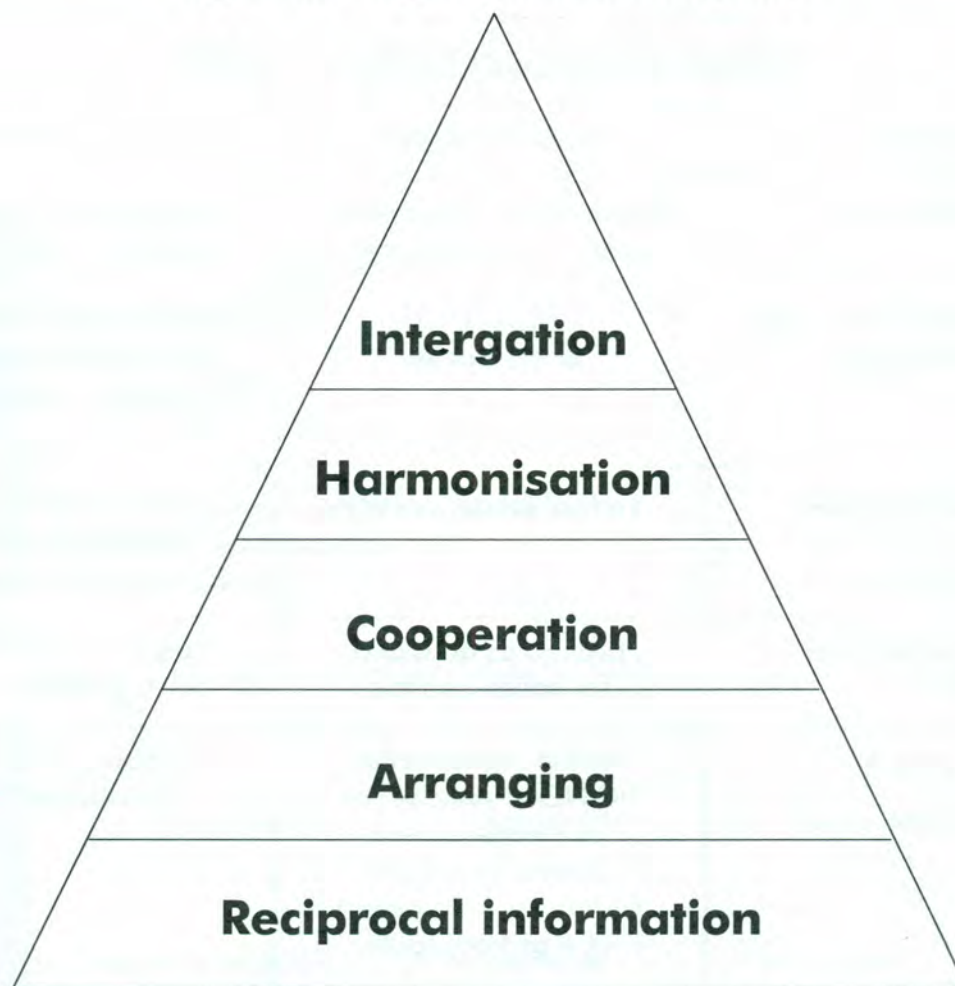 Intergation
Harmonisation
Cooperation
Arranging
Reciprocal information